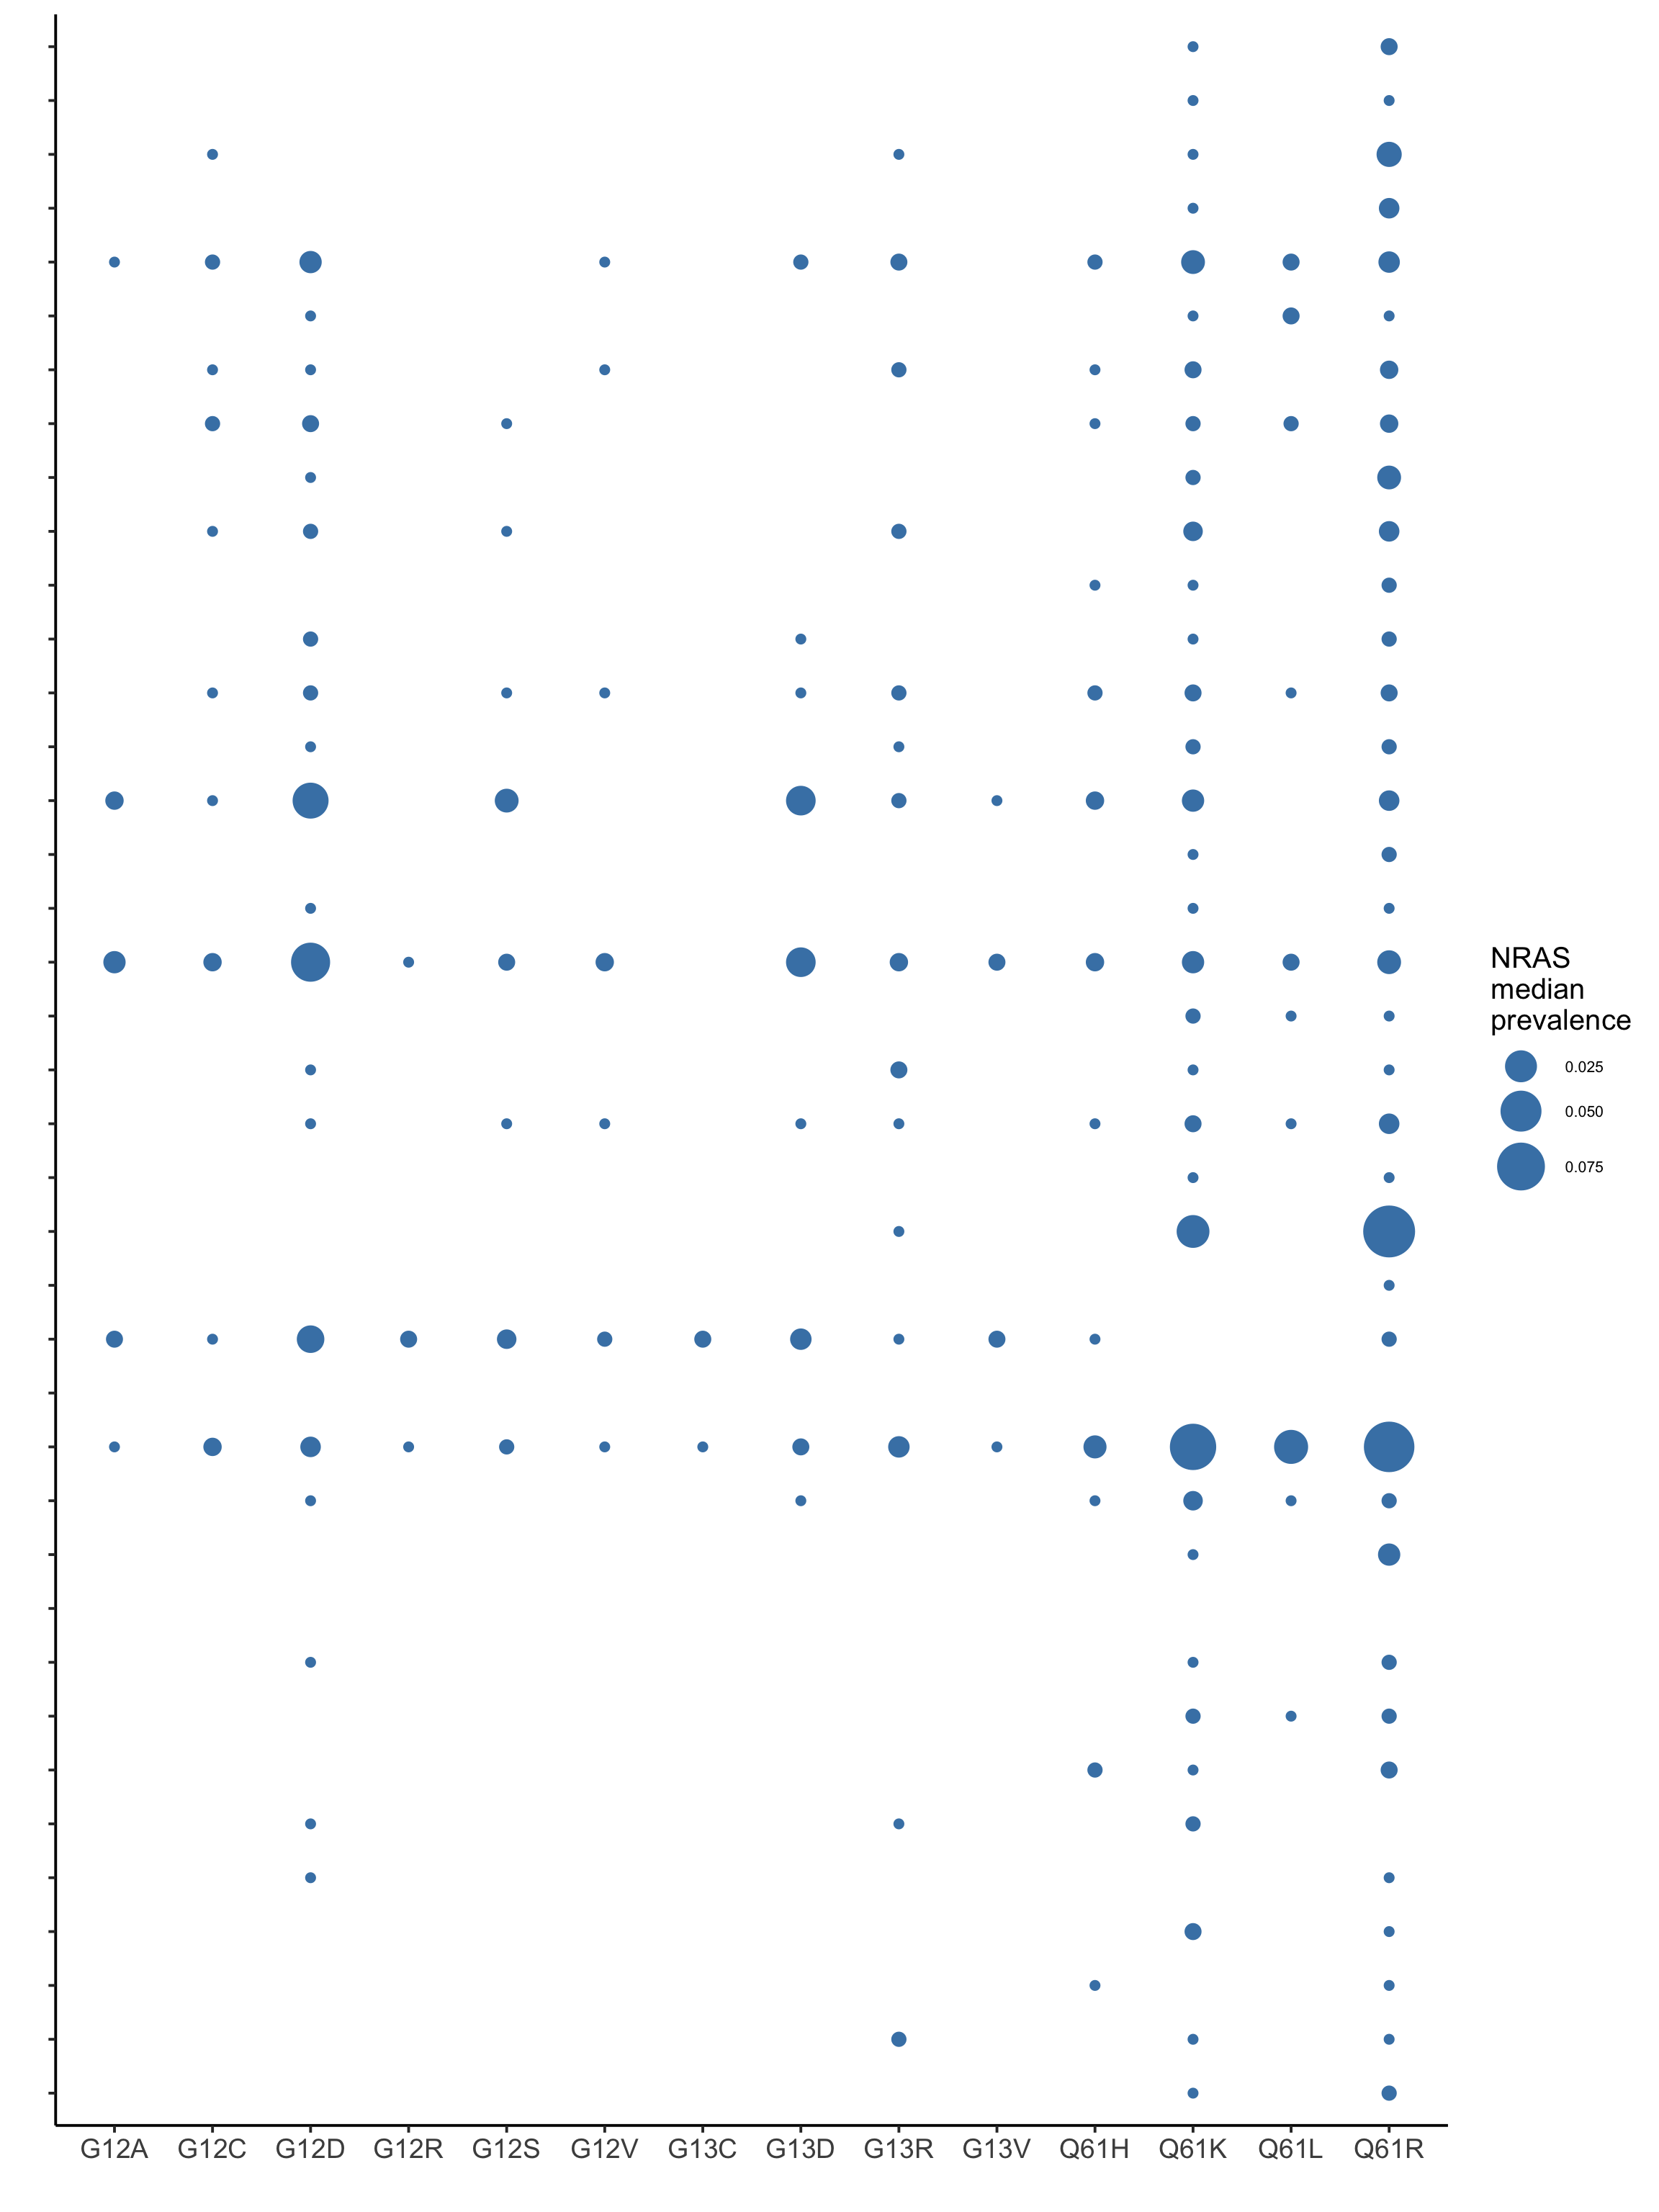 NRAS
median
prevalence
0.025
0.050
0.075
G12A G12C G12D G12R G12S G12V G13C G13D G13R G13V Q61H Q61K Q61L Q61R